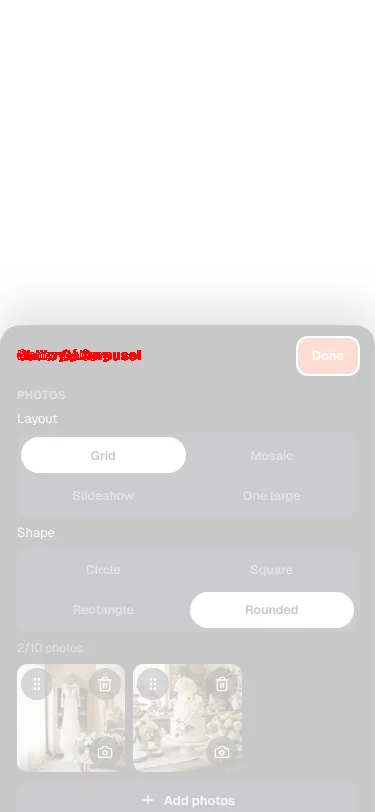 Done
PHOTOS
Layout
Grid
Mosaic
Slideshow
One large
Shape
Circle
Square
Rectangle
Rounded
2/10 photos
Add photos